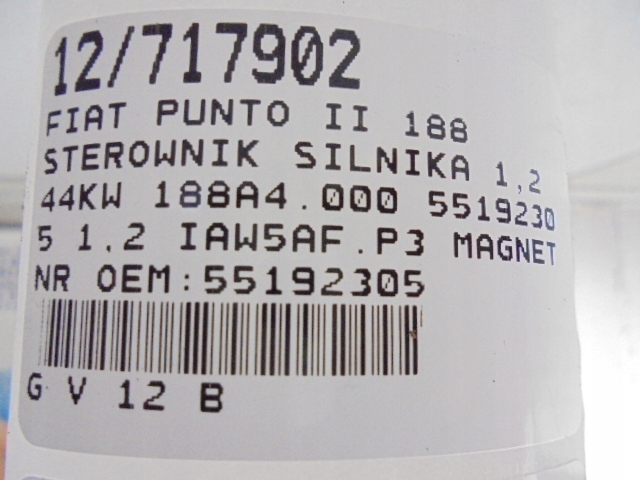 12/717902
FIAT PUNTO II 188
STEROWNIK SILNIKA 1,2
44KW 188A4.000 5519230
5 1.2 IAW5AF.P3 MAGNET
NR OEM:55192305
G V 12 B